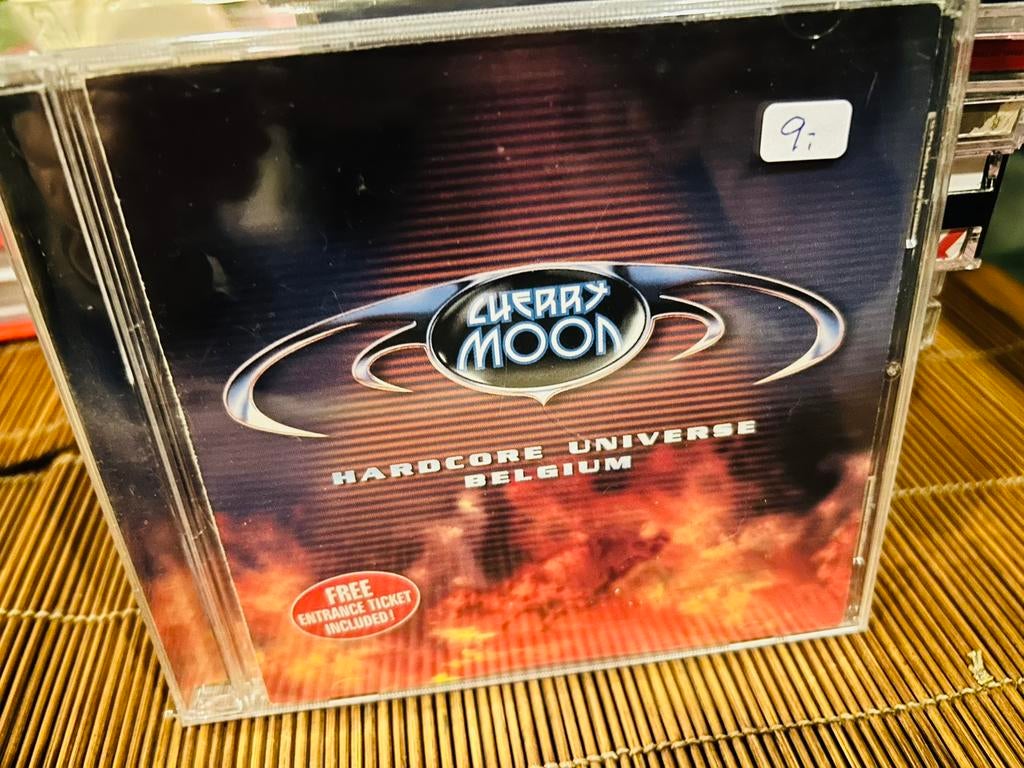 9,-
CHERRY
MOON
HARDCORE UNIVERSE
BELGIUM
FREE
ENTRANCE TICKET
INCLUDED!